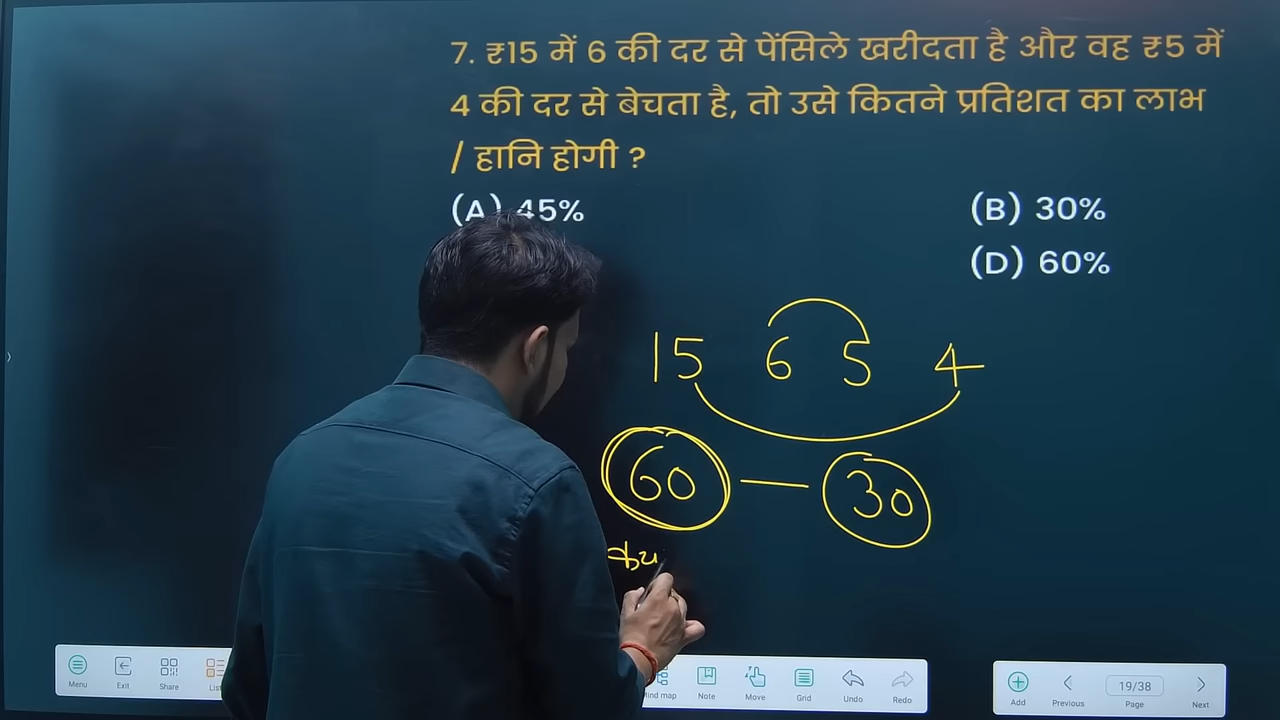 7. ₹15 में 6 की दर से पेंसिले खरीदता है और वह ₹5 में
4 की दर से बेचता है, तो उसे कितने प्रतिशत का लाभ
/ हानि होगी ?
(A) 45%
(B) 30%
(D) 60%
15 6 5 4
60 — 30
क्रय
Menu
Exit
Share
Mind map
Note
Move
Grid
Undo
Redo
Add
Previous
19/38
Page
Next